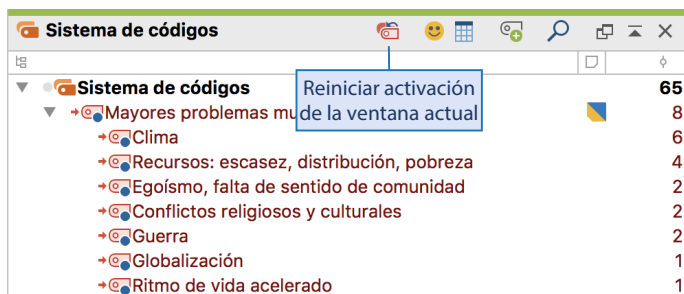 Sistema de códigos
Sistema de códigos 65
Reiniciar activación
de la ventana actual
Mayores problemas mu 8
Clima 6
Recursos: escasez, distribución, pobreza 4
Egoísmo, falta de sentido de comunidad 2
Conflictos religiosos y culturales 2
Guerra 2
Globalización 1
Ritmo de vida acelerado 1